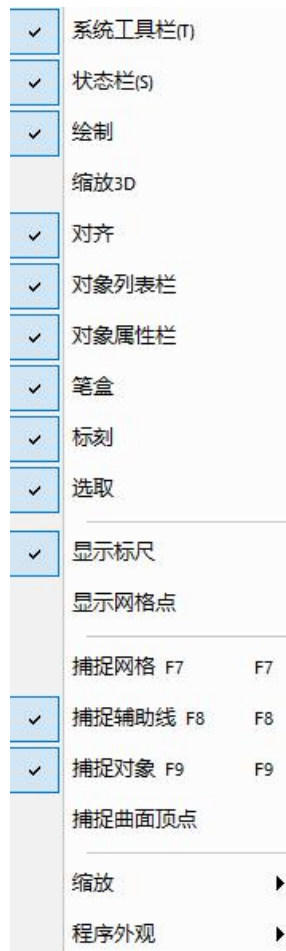 系统工具栏(T)
状态栏(S)
绘制
缩放3D
对齐
对象列表栏
对象属性栏
笔盒
标刻
选取
显示标尺
显示网格点
捕捉网格 F7 F7
捕捉辅助线 F8 F8
捕捉对象 F9 F9
捕捉曲面顶点
缩放
程序外观